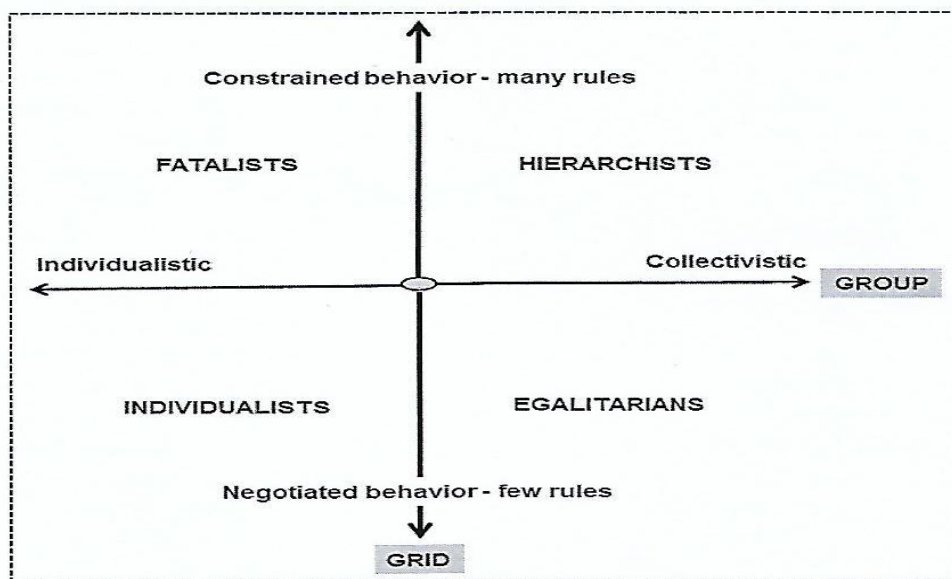 Constrained behavior - many rules
FATALISTS HIERARCHISTS
Individualistic Collectivistic
GROUP
INDIVIDUALISTS EGALITARIANS
Negotiated behavior - few rules
GRID